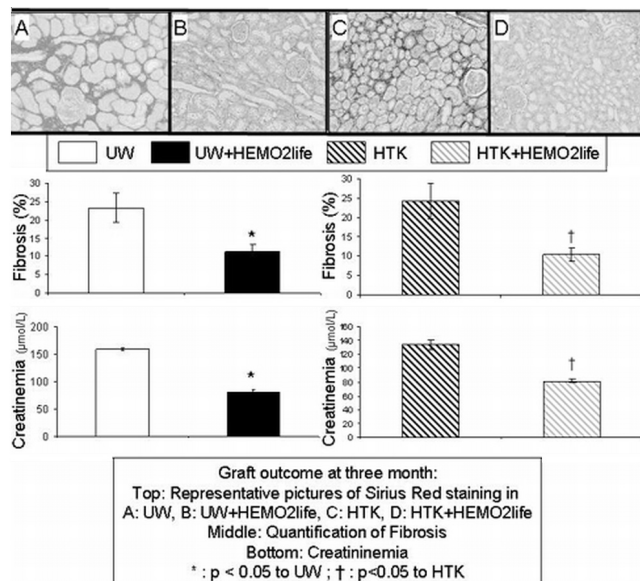 A B C D
UW UW+HEMO2life HTK HTK+HEMO2life
Fibrosis (%)
30
25
20
15
10
5
0
*
Fibrosis (%)
30
25
20
15
10
5
0
†
Creatinemia (µmol/L)
200
150
100
50
0
*
Creatinemia (µmol/L)
160
140
120
100
80
60
40
20
0
†
Graft outcome at three month:
Top: Representative pictures of Sirius Red staining in
A: UW, B: UW+HEMO2life, C: HTK, D: HTK+HEMO2life
Middle: Quantification of Fibrosis
Bottom: Creatininemia
* : p < 0.05 to UW ; † : p<0.05 to HTK